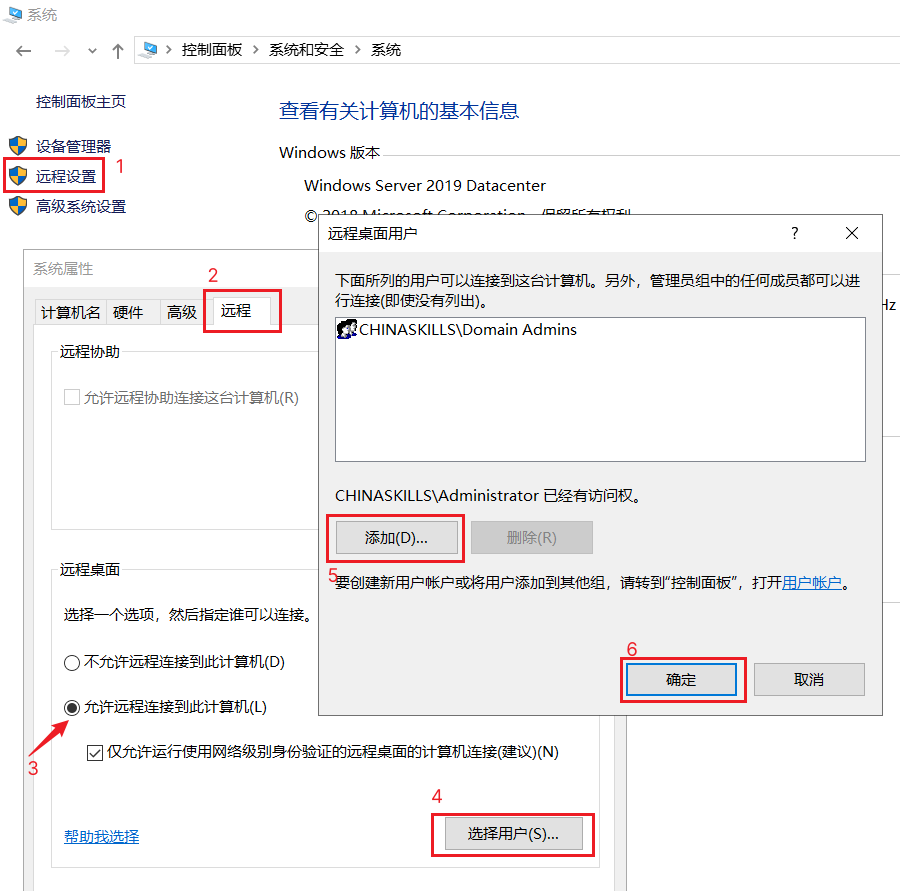 系统
控制面板 > 系统和安全 > 系统
控制面板主页
设备管理器
1
远程设置
高级系统设置
查看有关计算机的基本信息
Windows 版本
Windows Server 2019 Datacenter
© 2018 Microsoft Corporation。保留所有权利
Hz
系统属性
2
计算机名 硬件 高级 远程
远程协助
允许远程协助连接这台计算机(R)
远程桌面
选择一个选项，然后指定谁可以连接。
不允许远程连接到此计算机(D)
允许远程连接到此计算机(L)
3
仅允许运行使用网络级别身份验证的远程桌面的计算机连接(建议)(N)
帮助我选择
4
选择用户(S)...
远程桌面用户
?
下面所列的用户可以连接到这台计算机。另外，管理员组中的任何成员都可以进
行连接(即使没有列出)。
CHINASKILLS\Domain Admins
CHINASKILLS\Administrator 已经有访问权。
添加(D)... 删除(R)
5
要创建新用户帐户或将用户添加到其他组，请转到“控制面板”，打开用户帐户。
6
确定 取消